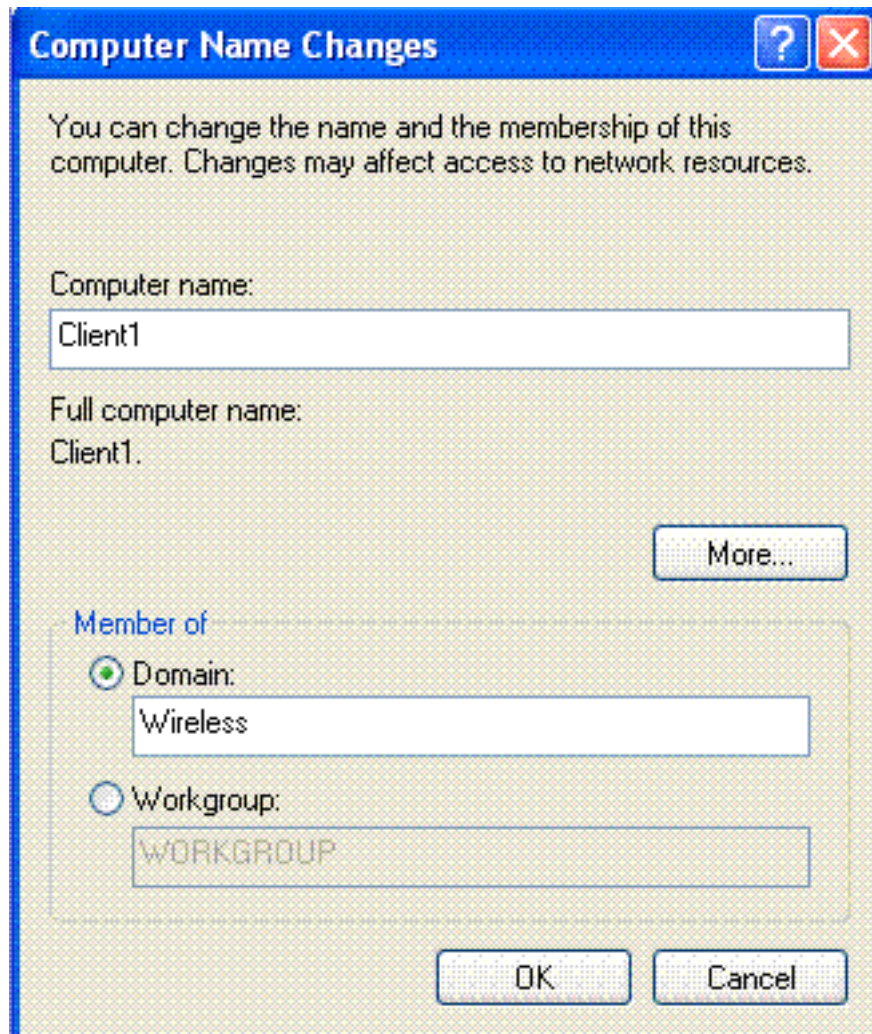 Computer Name Changes
You can change the name and the membership of this
computer. Changes may affect access to network resources.
Computer name:
Client1
Full computer name:
Client1.
More...
Member of
Domain:
Wireless
Workgroup:
WORKGROUP
OK
Cancel